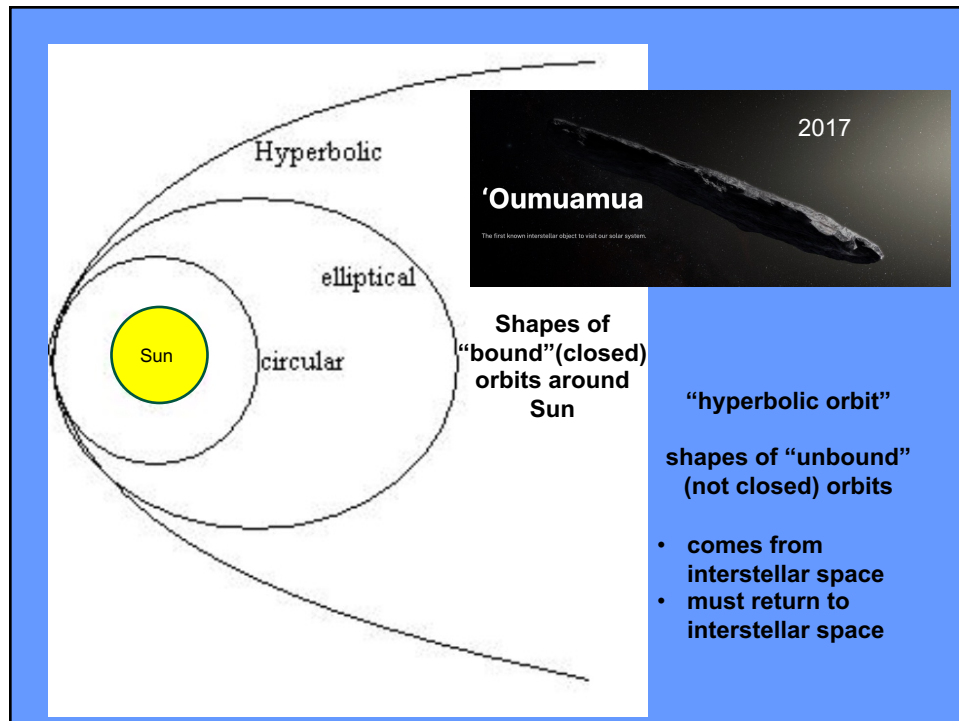 Hyperbolic
elliptical
circular
Sun
2017
‘Oumuamua
The first known interstellar object to visit our solar system.
Shapes of
“bound”(closed)
orbits around
Sun
“hyperbolic orbit”
shapes of “unbound”
(not closed) orbits
• comes from
interstellar space
• must return to
interstellar space